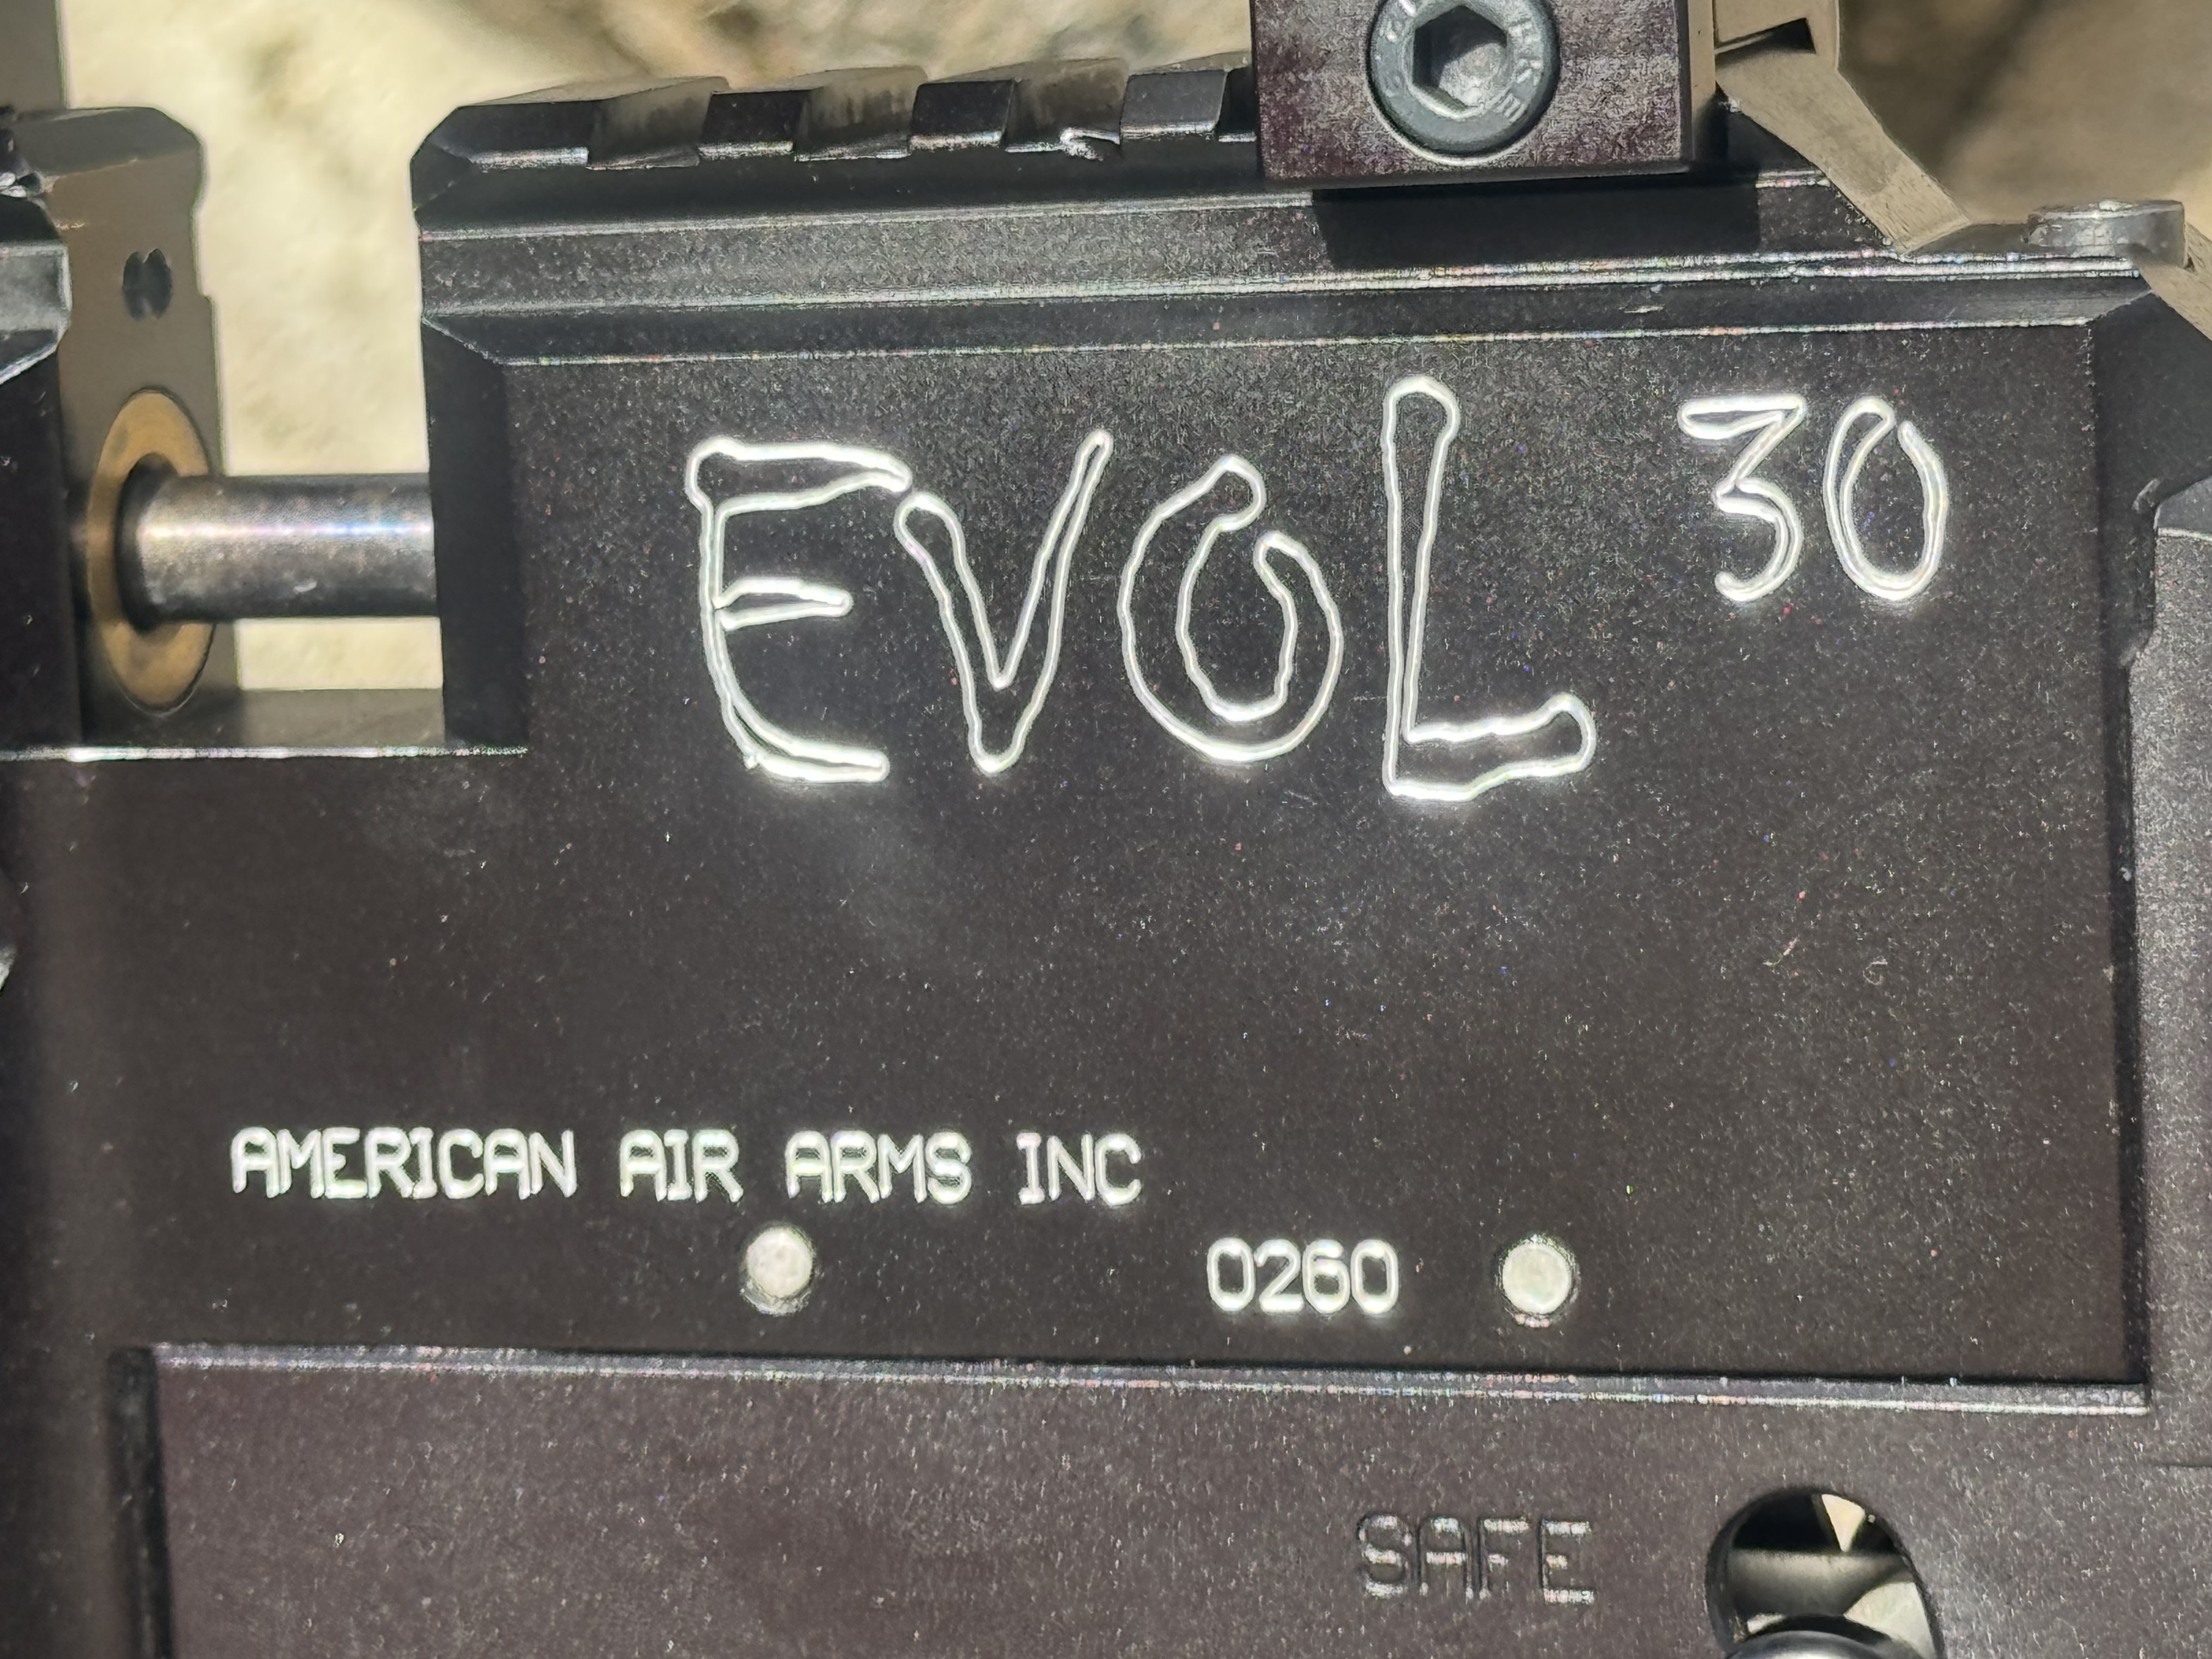 EVOL 30
AMERICAN AIR ARMS INC
0260
SAFE